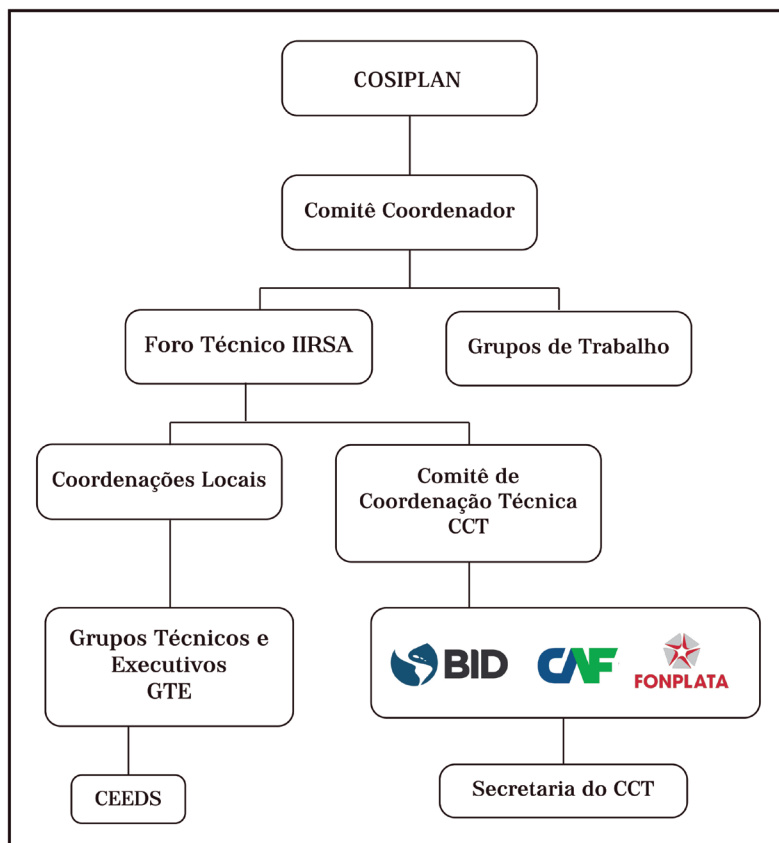 COSIPLAN
Comitê Coordenador
Foro Técnico IIRSA
Grupos de Trabalho
Coordenações Locais
Comitê de
Coordenação Técnica
CCT
Grupos Técnicos e
Executivos
GTE
BID
CAF
FONPLATA
CEEDS
Secretaria do CCT